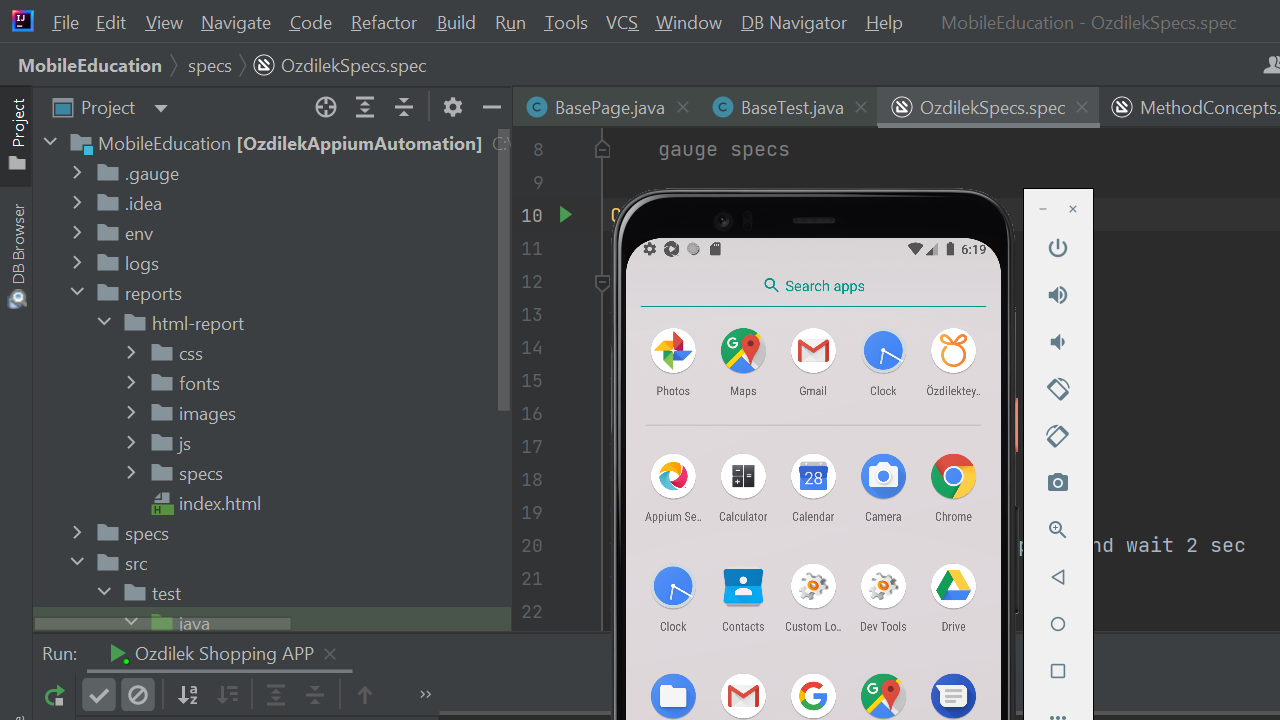 File Edit View Navigate Code Refactor Build Run Tools VCS Window DB Navigator Help MobileEducation - OzdilekSpecs.spec
MobileEducation specs OzdilekSpecs.spec
Project
DB Browser
Project
BasePage.java BaseTest.java OzdilekSpecs.spec MethodConcepts.
MobileEducation [OzdilekAppiumAutomation]
.gauge
.idea
env
logs
reports
html-report
css
fonts
images
js
specs
index.html
specs
src
test
java
8 gauge specs
9
10
11
12
13
14
15
16
17
18
19
20 nd wait 2 sec
21
22
6:19
Search apps
Photos Maps Gmail Clock Özdilektey..
28
Appium Se.. Calculator Calendar Camera Chrome
Clock Contacts Custom Lo.. Dev Tools Drive
Run: Ozdilek Shopping APP